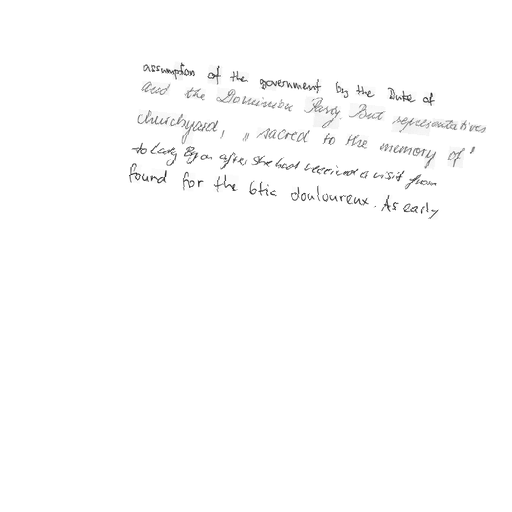 assumption of the government by the Duke of
and the Dominion Party. But representatives
churchyard, " sacred to the memory of "
to Lady Byron after she had received a visit from
found for the 6tic douloureux. As early